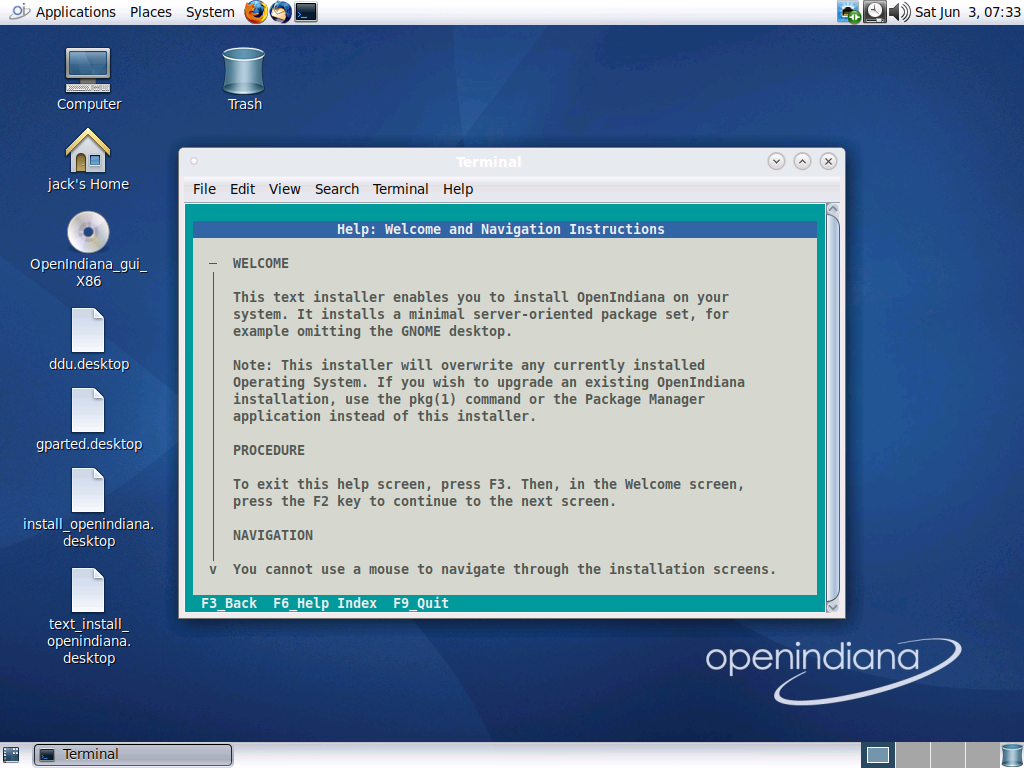 Applications Places System Sat Jun 3, 07:33
Computer
Trash
jack's Home
OpenIndiana_gui_
X86
ddu.desktop
gparted.desktop
install_openindiana.
desktop
text_install_
openindiana.
desktop
Terminal
File Edit View Search Terminal Help
Help: Welcome and Navigation Instructions
WELCOME
This text installer enables you to install OpenIndiana on your
system. It installs a minimal server-oriented package set, for
example omitting the GNOME desktop.
Note: This installer will overwrite any currently installed
Operating System. If you wish to upgrade an existing OpenIndiana
installation, use the pkg(1) command or the Package Manager
application instead of this installer.
PROCEDURE
To exit this help screen, press F3. Then, in the Welcome screen,
press the F2 key to continue to the next screen.
NAVIGATION
v You cannot use a mouse to navigate through the installation screens.
F3_Back F6_Help Index F9_Quit
openindiana
Terminal